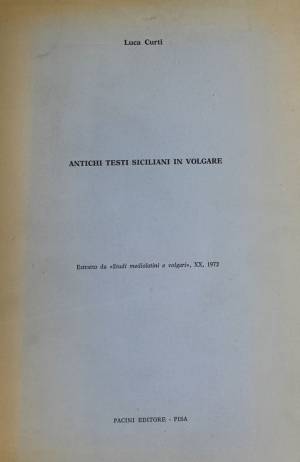 Luca Curti
ANTICHI TESTI SICILIANI IN VOLGARE
Estratto da «Studi mediolatini e volgari», XX, 1972
PACINI EDITORE - PISA